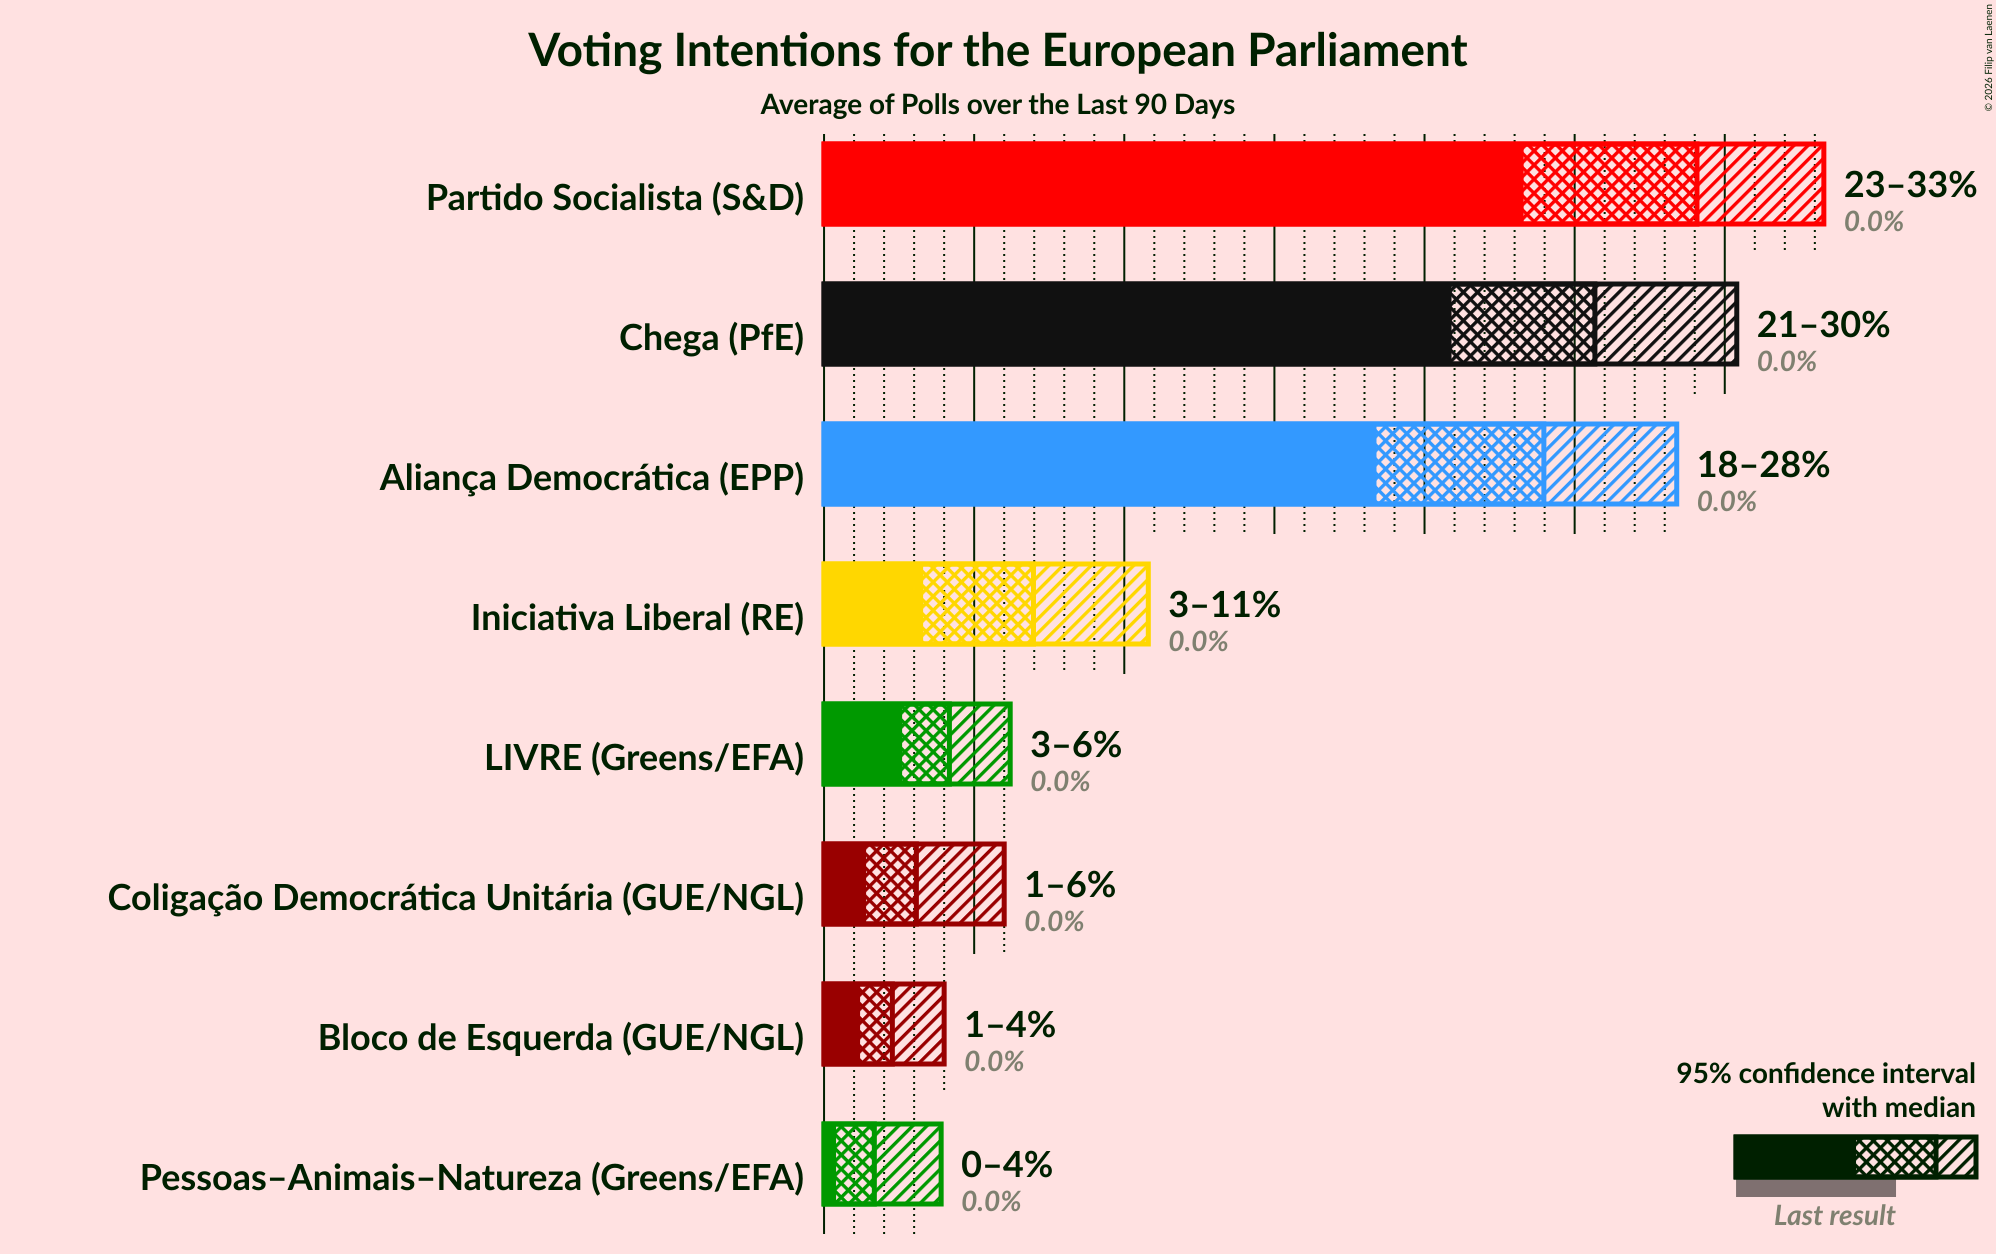 Voting Intentions for the European Parliament
Average of Polls over the Last 90 Days
© 2026 Filip van Laenen
Partido Socialista (S&D)
23–33%
0.0%
Chega (PfE)
21–30%
0.0%
Aliança Democrática (EPP)
18–28%
0.0%
Iniciativa Liberal (RE)
3–11%
0.0%
LIVRE (Greens/EFA)
3–6%
0.0%
Coligação Democrática Unitária (GUE/NGL)
1–6%
0.0%
Bloco de Esquerda (GUE/NGL)
1–4%
0.0%
Pessoas–Animais–Natureza (Greens/EFA)
0–4%
0.0%
95% confidence interval
with median
Last result